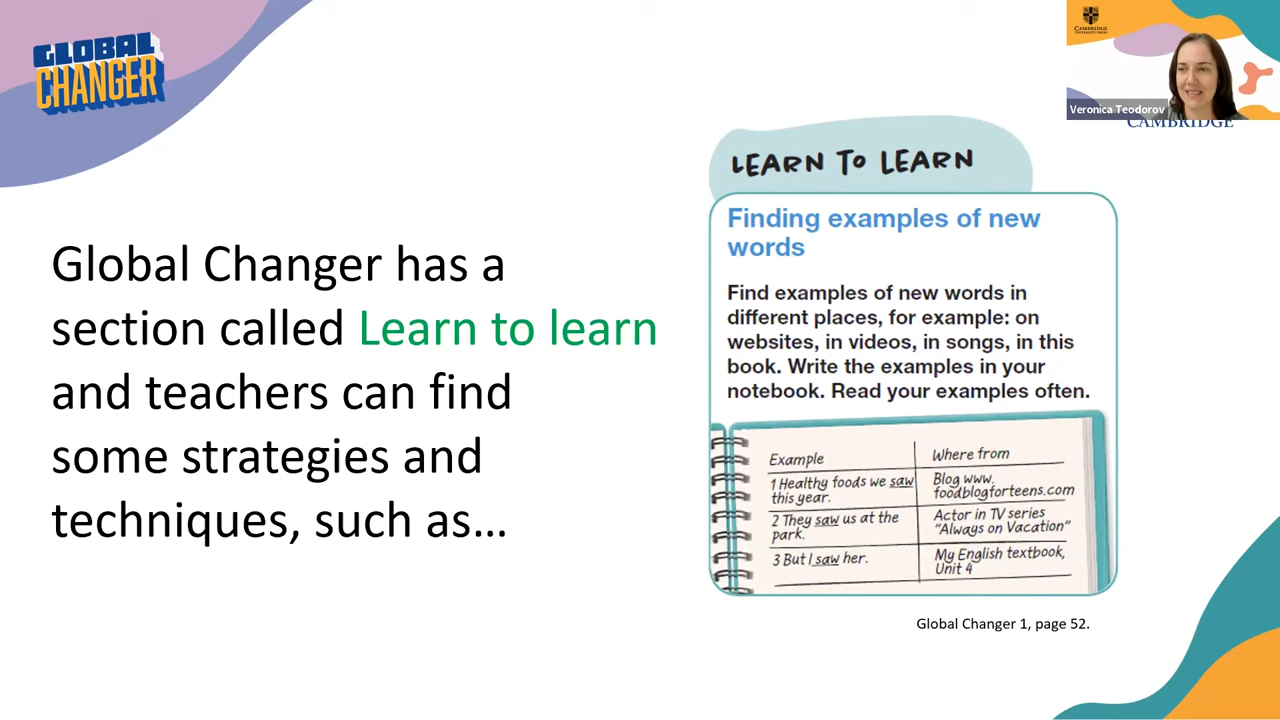 GLOBAL
CHANGER
CAMBRIDGE
UNIVERSITY PRESS
Veronica Teodorov
CAMBRIDGE
Global Changer has a
section called Learn to learn
and teachers can find
some strategies and
techniques, such as...
LEARN TO LEARN
Finding examples of new
words
Find examples of new words in
different places, for example: on
websites, in videos, in songs, in this
book. Write the examples in your
notebook. Read your examples often.
Example Where from
1 Healthy foods we saw Blog www.
this year. foodblogforteens.com
2 They saw us at the Actor in TV series
park. "Always on Vacation"
3 But I saw her. My English textbook,
Unit 4
Global Changer 1, page 52.